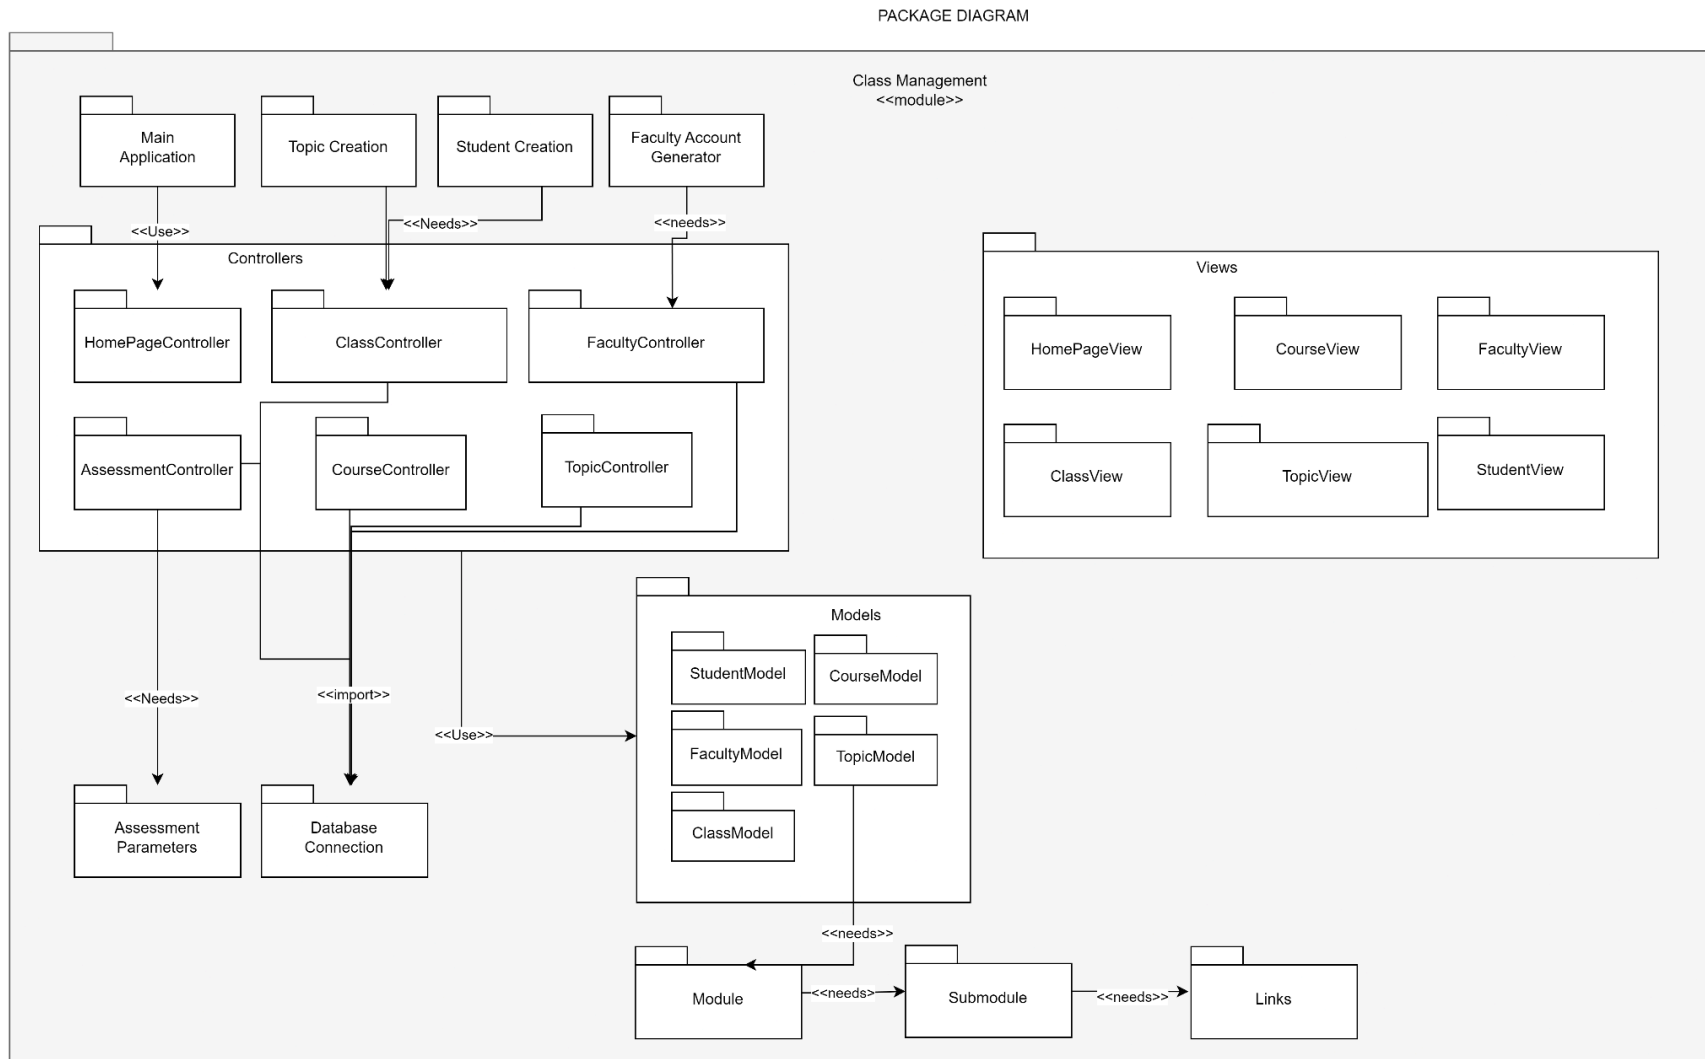 PACKAGE DIAGRAM
Class Management
<<module>>
Main
Application
Topic Creation
Student Creation
Faculty Account
Generator
<<Use>>
<<Needs>>
<<needs>>
Controllers
HomePageController
ClassController
FacultyController
AssessmentController
CourseController
TopicController
Views
HomePageView
CourseView
FacultyView
ClassView
TopicView
StudentView
<<Needs>>
<<import>>
<<Use>>
Models
StudentModel
CourseModel
FacultyModel
TopicModel
ClassModel
Assessment
Parameters
Database
Connection
<<needs>>
Module
<<needs>
Submodule
<<needs>>
Links